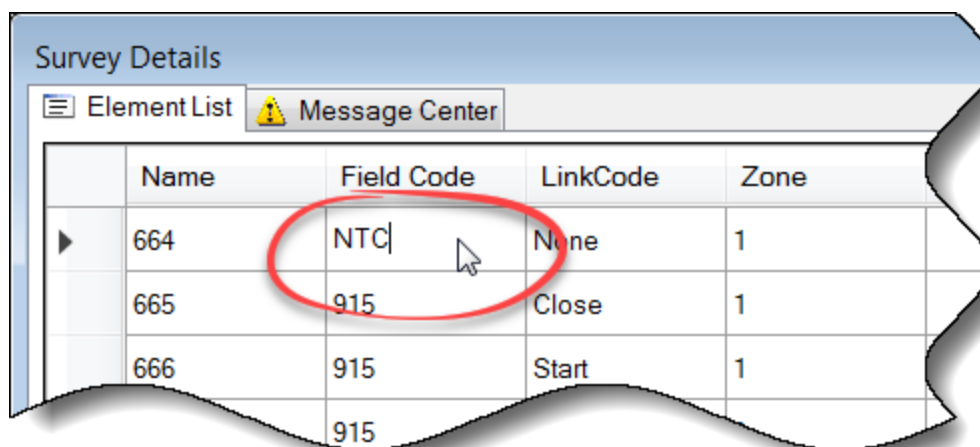 Survey Details
Element List Message Center
Name Field Code LinkCode Zone
664 NTC None 1
665 915 Close 1
666 915 Start 1
915